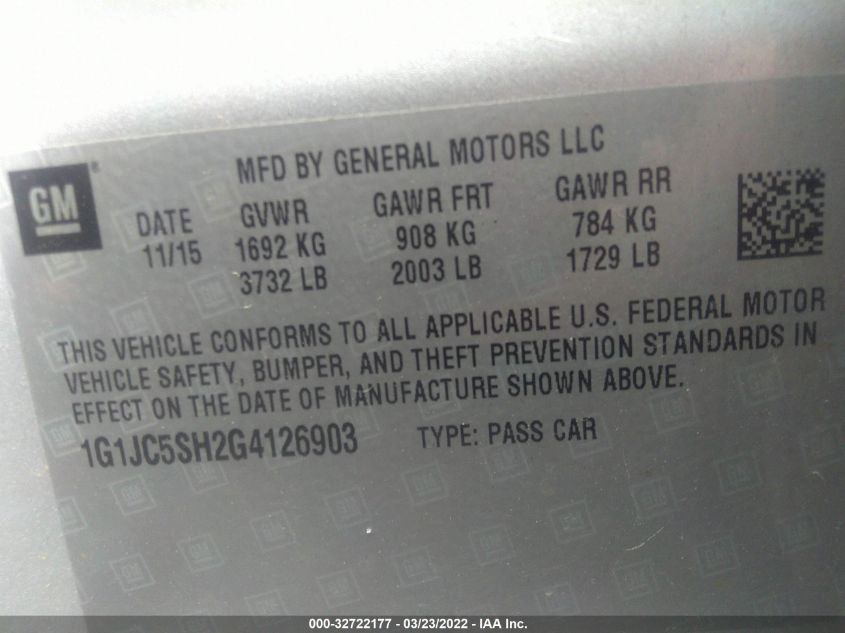 MFD BY GENERAL MOTORS LLC
GM®
DATE GVWR GAWR FRT GAWR RR
11/15 1692 KG 908 KG 784 KG
3732 LB 2003 LB 1729 LB
THIS VEHICLE CONFORMS TO ALL APPLICABLE U.S. FEDERAL MOTOR
VEHICLE SAFETY, BUMPER, AND THEFT PREVENTION STANDARDS IN
EFFECT ON THE DATE OF MANUFACTURE SHOWN ABOVE.
1G1JC5SH2G4126903 TYPE: PASS CAR
000-32722177 - 03/23/2022 - IAA Inc.